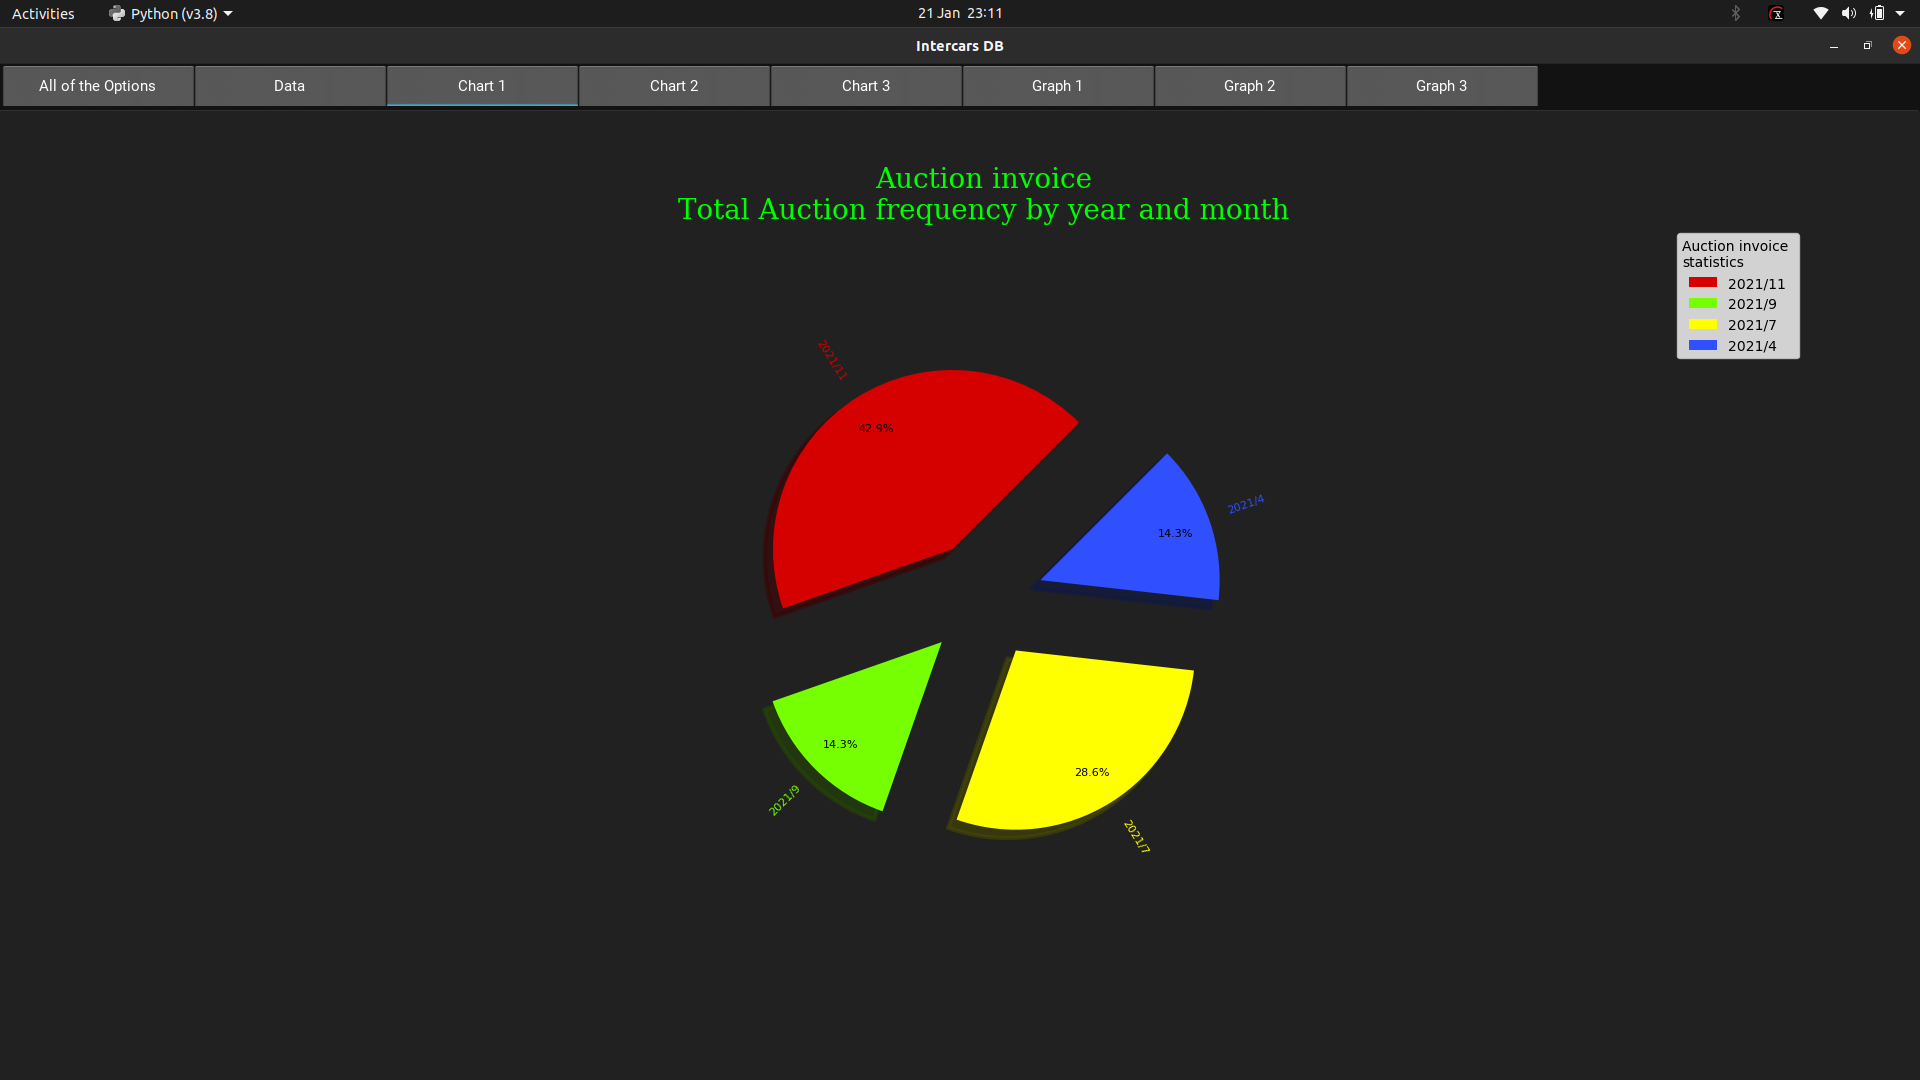 Activities
Python (v3.8)
21 Jan 23:11
Intercars DB
All of the Options
Data
Chart 1
Chart 2
Chart 3
Graph 1
Graph 2
Graph 3
Auction invoice
Total Auction frequency by year and month
Auction invoice
statistics
2021/11
2021/9
2021/7
2021/4
2021/11
42.9%
2021/4
14.3%
14.3%
2021/9
28.6%
2021/7